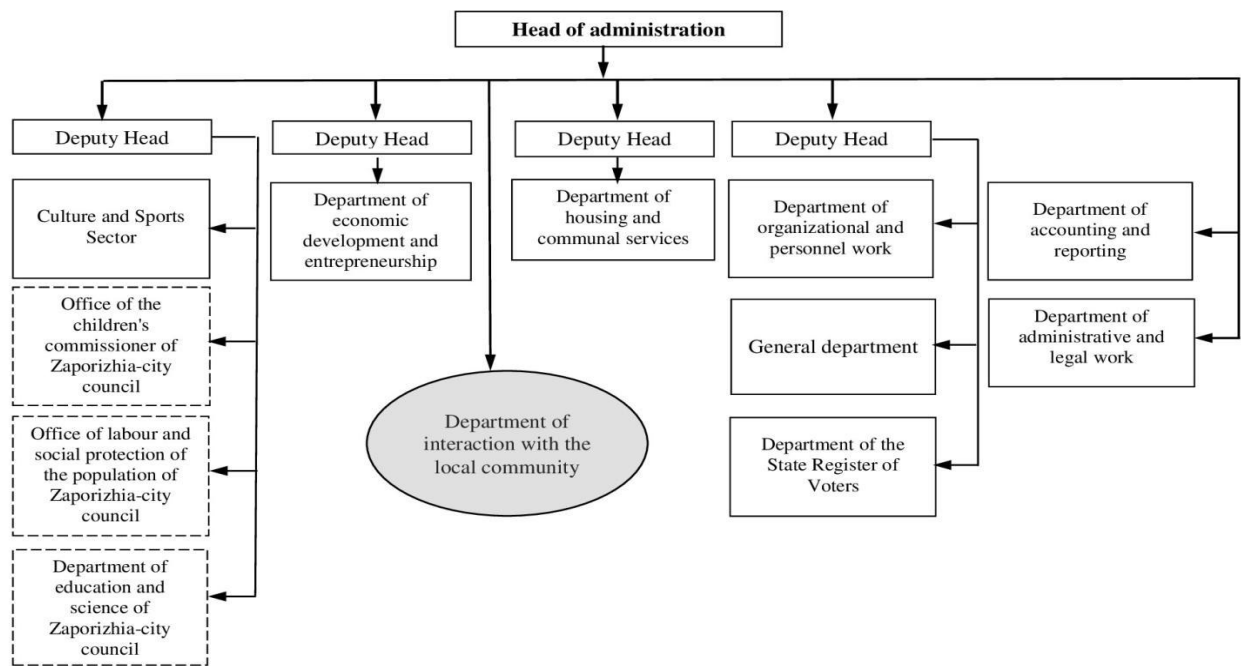 Head of administration
Deputy Head
Deputy Head
Deputy Head
Deputy Head
Culture and Sports
Sector
Department of
economic
development and
entrepreneurship
Department of
housing and
communal services
Department of
organizational and
personnel work
Department of
accounting and
reporting
Office of the
children's
commissioner of
Zaporizhia-city
council
General department
Department of
administrative and
legal work
Department of
interaction with the
local community
Office of labour and
social protection of
the population of
Zaporizhia-city
council
Department of the
State Register of
Voters
Department of
education and
science of
Zaporizhia-city
council